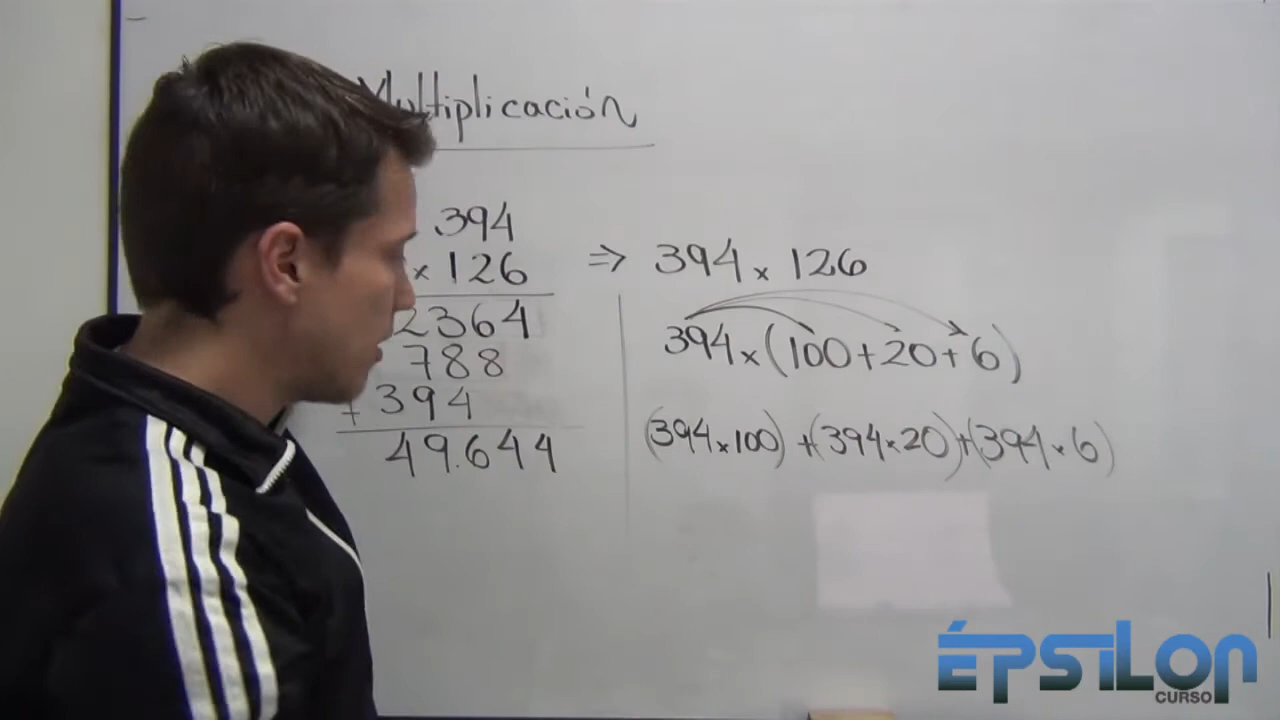 Multiplicación
394
× 126
2364
788
+ 394
49.644
⇒ 394 × 126
394 × (100 + 20 + 6)
(394 × 100) + (394 × 20) + (394 × 6)
ÉPSILON
CURSO